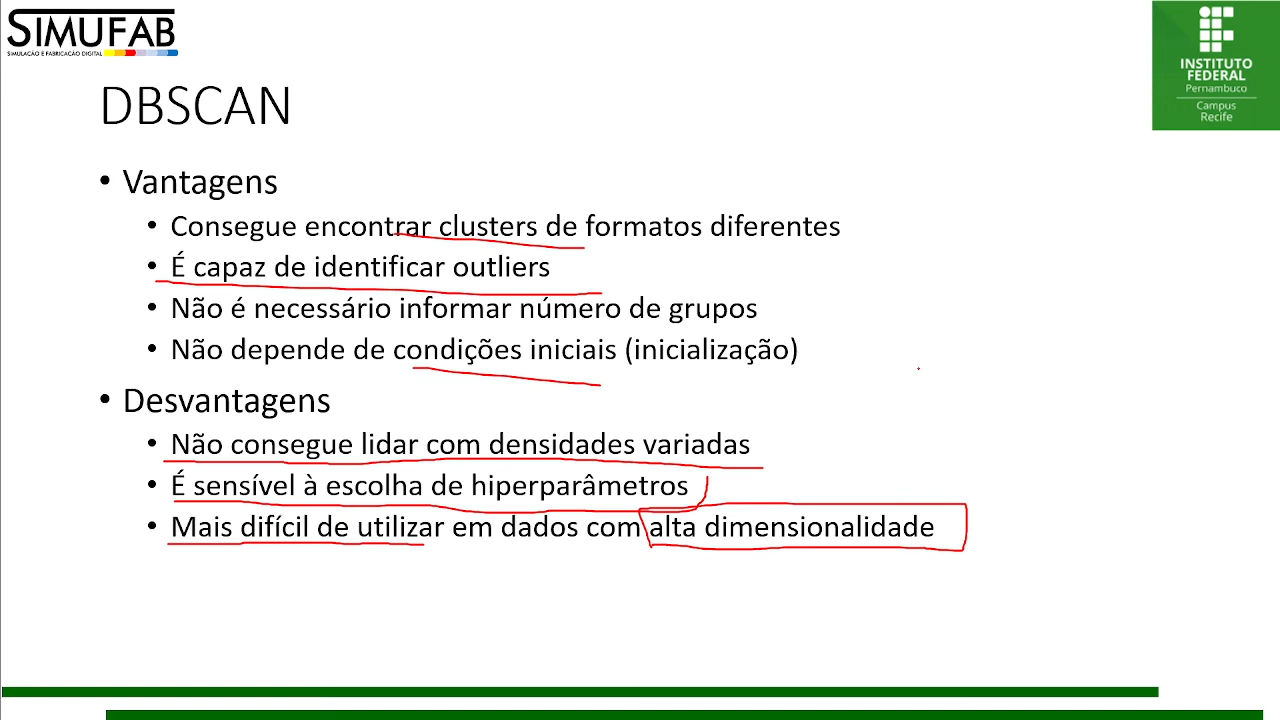 SIMUFAB
SIMULAÇÃO E FABRICAÇÃO DIGITAL
INSTITUTO
FEDERAL
Pernambuco
Campus
Recife
DBSCAN
• Vantagens
• Consegue encontrar clusters de formatos diferentes
• É capaz de identificar outliers
• Não é necessário informar número de grupos
• Não depende de condições iniciais (inicialização)
• Desvantagens
• Não consegue lidar com densidades variadas
• É sensível à escolha de hiperparâmetros
• Mais difícil de utilizar em dados com alta dimensionalidade